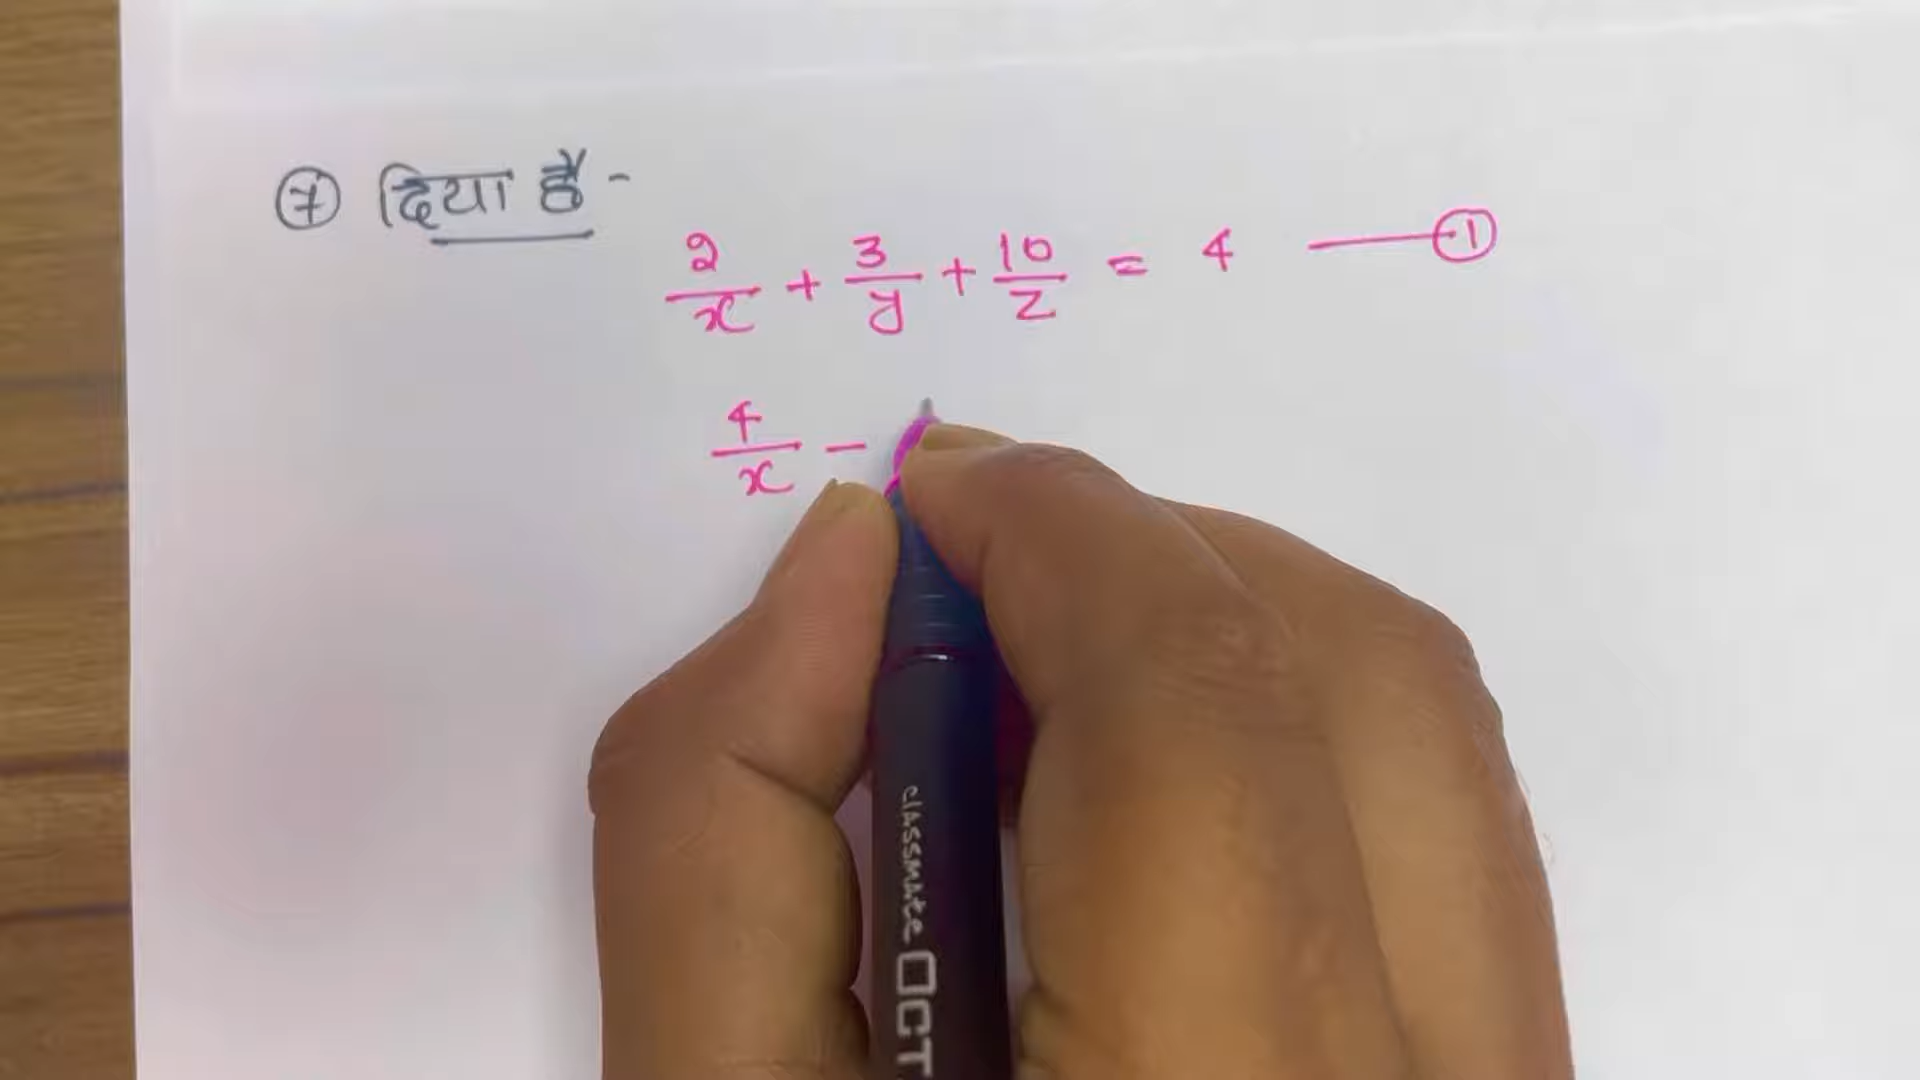 ⑦ दिया है -
2/x + 3/y + 10/z = 4 —— ①
4/x -
classmate OCT